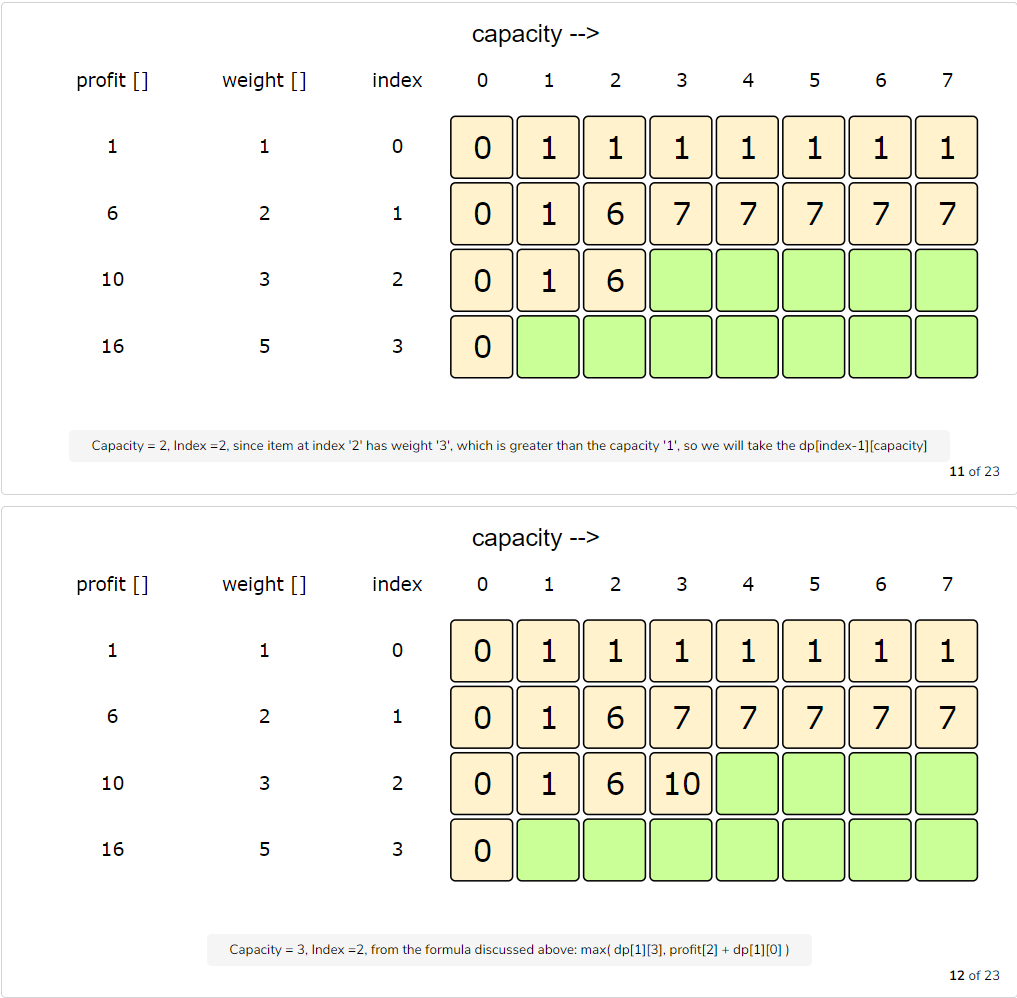 capacity -->
profit [] weight [] index 0 1 2 3 4 5 6 7
1 1 0 0 1 1 1 1 1 1 1
6 2 1 0 1 6 7 7 7 7 7
10 3 2 0 1 6
16 5 3 0
Capacity = 2, Index =2, since item at index '2' has weight '3', which is greater than the capacity '1', so we will take the dp[index-1][capacity]
11 of 23
capacity -->
profit [] weight [] index 0 1 2 3 4 5 6 7
1 1 0 0 1 1 1 1 1 1 1
6 2 1 0 1 6 7 7 7 7 7
10 3 2 0 1 6 10
16 5 3 0
Capacity = 3, Index =2, from the formula discussed above: max( dp[1][3], profit[2] + dp[1][0] )
12 of 23